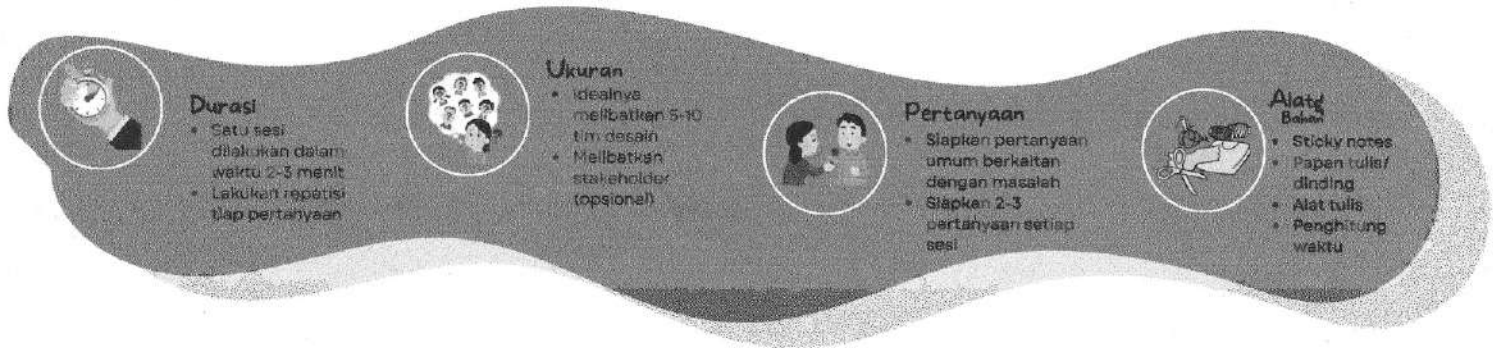 Durasi
• Satu sesi
dilakukan dalam
waktu 2-3 menit
• Lakukan repetisi
tiap pertanyaan
Ukuran
• Idealnya
melibatkan 5-10
tim desain
• Melibatkan
stakeholder
(opsional)
Pertanyaan
• Siapkan pertanyaan
umum berkaitan
dengan masalah
• Siapkan 2-3
pertanyaan setiap
sesi
Alat&
Bahan
• Sticky notes
• Papan tulis/
dinding
• Alat tulis
• Penghitung
waktu